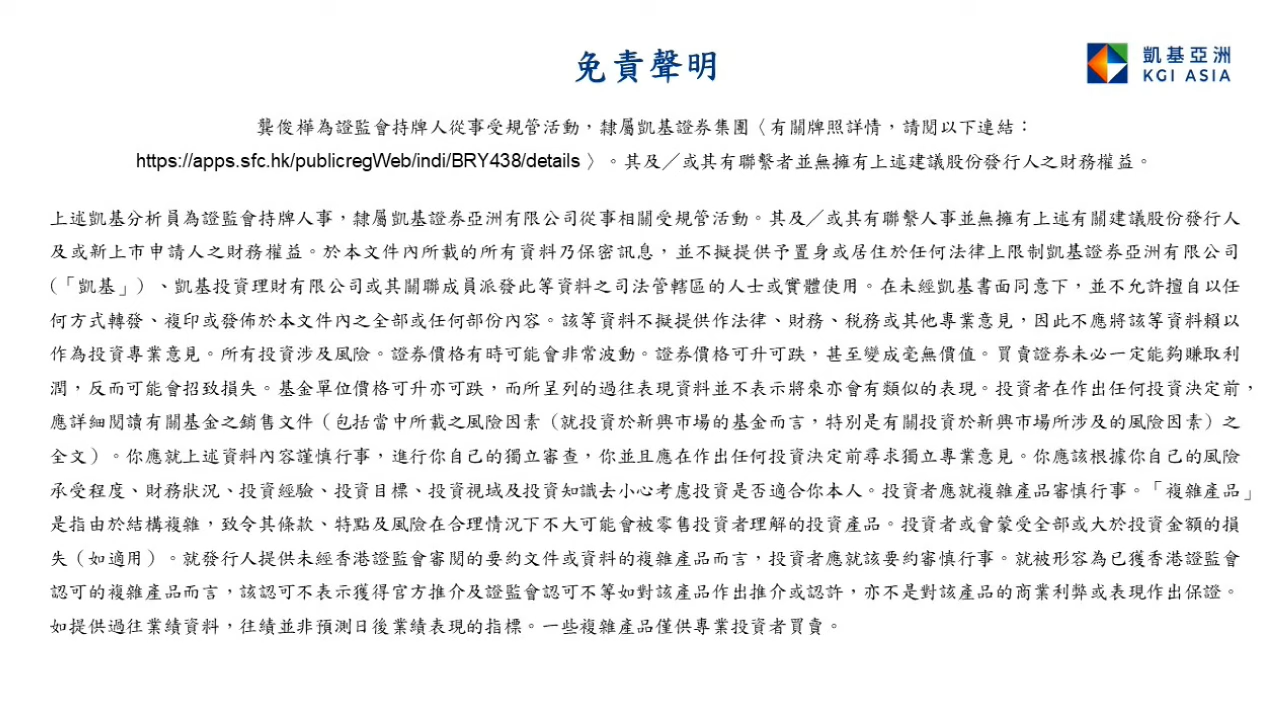 免責聲明
凱基亞洲
KGI ASIA
龔俊樺為證監會持牌人從事受規管活動，隸屬凱基證券集團〈有關牌照詳情，請閱以下連結：
https://apps.sfc.hk/publicregWeb/indi/BRY438/details 〉。其及／或其有聯繫者並無擁有上述建議股份發行人之財務權益。
上述凱基分析員為證監會持牌人事，隸屬凱基證券亞洲有限公司從事相關受規管活動。其及／或其有聯繫人事並無擁有上述有關建議股份發行人
及或新上市申請人之財務權益。於本文件內所載的所有資料乃保密訊息，並不擬提供予置身或居住於任何法律上限制凱基證券亞洲有限公司
(「凱基」）、凱基投資理財有限公司或其關聯成員派發此等資料之司法管轄區的人士或實體使用。在未經凱基書面同意下，並不允許擅自以任
何方式轉發、複印或發佈於本文件內之全部或任何部份內容。該等資料不擬提供作法律、財務、稅務或其他專業意見，因此不應將該等資料賴以
作為投資專業意見。所有投資涉及風險。證券價格有時可能會非常波動。證券價格可升可跌，甚至變成毫無價值。買賣證券未必一定能夠賺取利
潤，反而可能會招致損失。基金單位價格可升亦可跌，而所呈列的過往表現資料並不表示將來亦會有類似的表現。投資者在作出任何投資決定前，
應詳細閱讀有關基金之銷售文件（包括當中所載之風險因素（就投資於新興市場的基金而言，特別是有關投資於新興市場所涉及的風險因素）之
全文）。你應就上述資料內容謹慎行事，進行你自己的獨立審查，你並且應在作出任何投資決定前尋求獨立專業意見。你應該根據你自己的風險
承受程度、財務狀況、投資經驗、投資目標、投資視域及投資知識去小心考慮投資是否適合你本人。投資者應就複雜產品審慎行事。「複雜產品」
是指由於結構複雜，致令其條款、特點及風險在合理情況下不大可能會被零售投資者理解的投資產品。投資者或會蒙受全部或大於投資金額的損
失（如適用）。就發行人提供未經香港證監會審閱的要約文件或資料的複雜產品而言，投資者應就該要約審慎行事。就被形容為已獲香港證監會
認可的複雜產品而言，該認可不表示獲得官方推介及證監會認可不等如對該產品作出推介或認許，亦不是對該產品的商業利弊或表現作出保證。
如提供過往業績資料，往績並非預測日後業績表現的指標。一些複雜產品僅供專業投資者買賣。